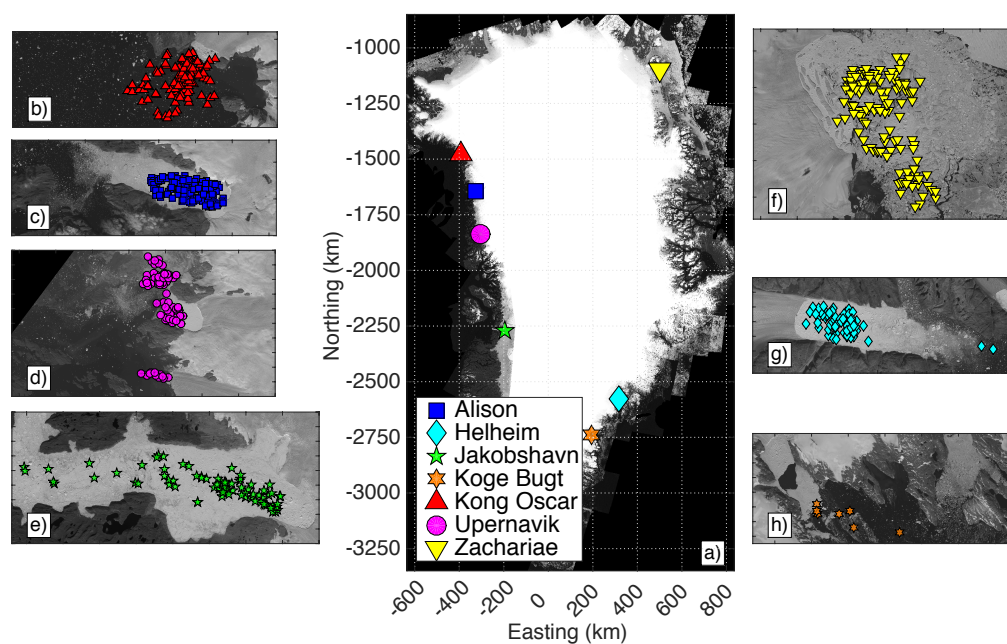 b)
c)
d)
e)
Northing (km)
-1000
-1250
-1500
-1750
-2000
-2250
-2500
-2750
-3000
-3250
Alison
Helheim
Jakobshavn
Koge Bugt
Kong Oscar
Upernavik
Zachariae
a)
-600
-400
-200
0
200
400
600
800
Easting (km)
f)
g)
h)